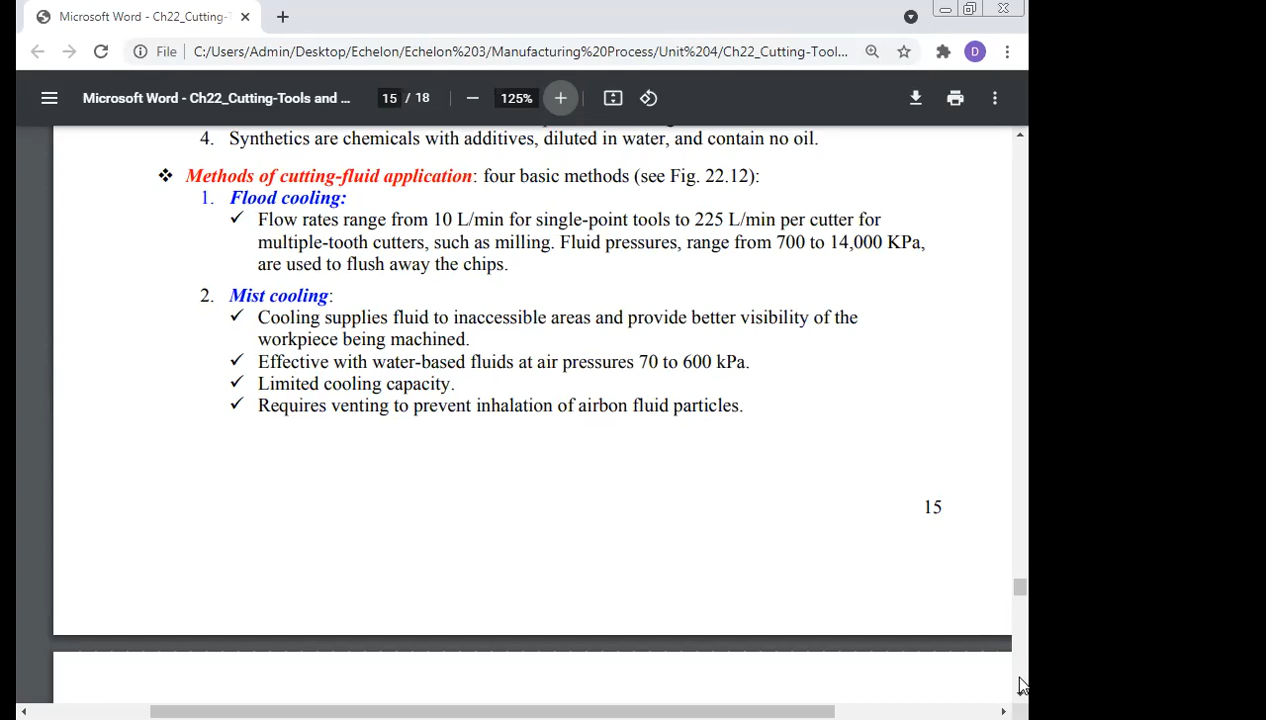 Microsoft Word - Ch22_Cutting-T
File
C:/Users/Admin/Desktop/Echelon/Echelon%203/Manufacturing%20Process/Unit%204/Ch22_Cutting-Tool...
D
Microsoft Word - Ch22_Cutting-Tools and ...
15 / 18
125%
4. Synthetics are chemicals with additives, diluted in water, and contain no oil.
❖ Methods of cutting-fluid application: four basic methods (see Fig. 22.12):
1. Flood cooling:
✓ Flow rates range from 10 L/min for single-point tools to 225 L/min per cutter for
multiple-tooth cutters, such as milling. Fluid pressures, range from 700 to 14,000 KPa,
are used to flush away the chips.
2. Mist cooling:
✓ Cooling supplies fluid to inaccessible areas and provide better visibility of the
workpiece being machined.
✓ Effective with water-based fluids at air pressures 70 to 600 kPa.
✓ Limited cooling capacity.
✓ Requires venting to prevent inhalation of airbon fluid particles.
15